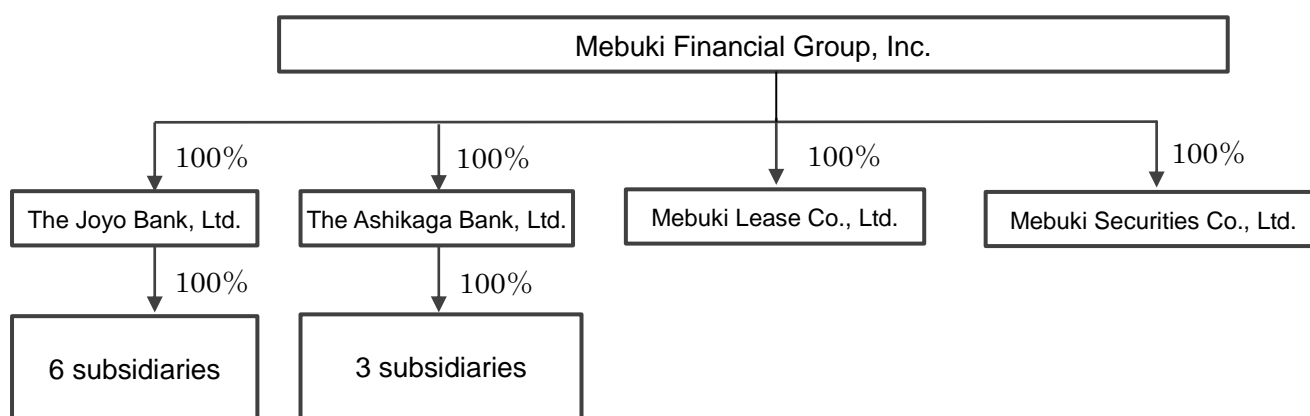 Mebuki Financial Group, Inc.
100%
100%
100%
100%
The Joyo Bank, Ltd.
The Ashikaga Bank, Ltd.
Mebuki Lease Co., Ltd.
Mebuki Securities Co., Ltd.
100%
100%
6 subsidiaries
3 subsidiaries